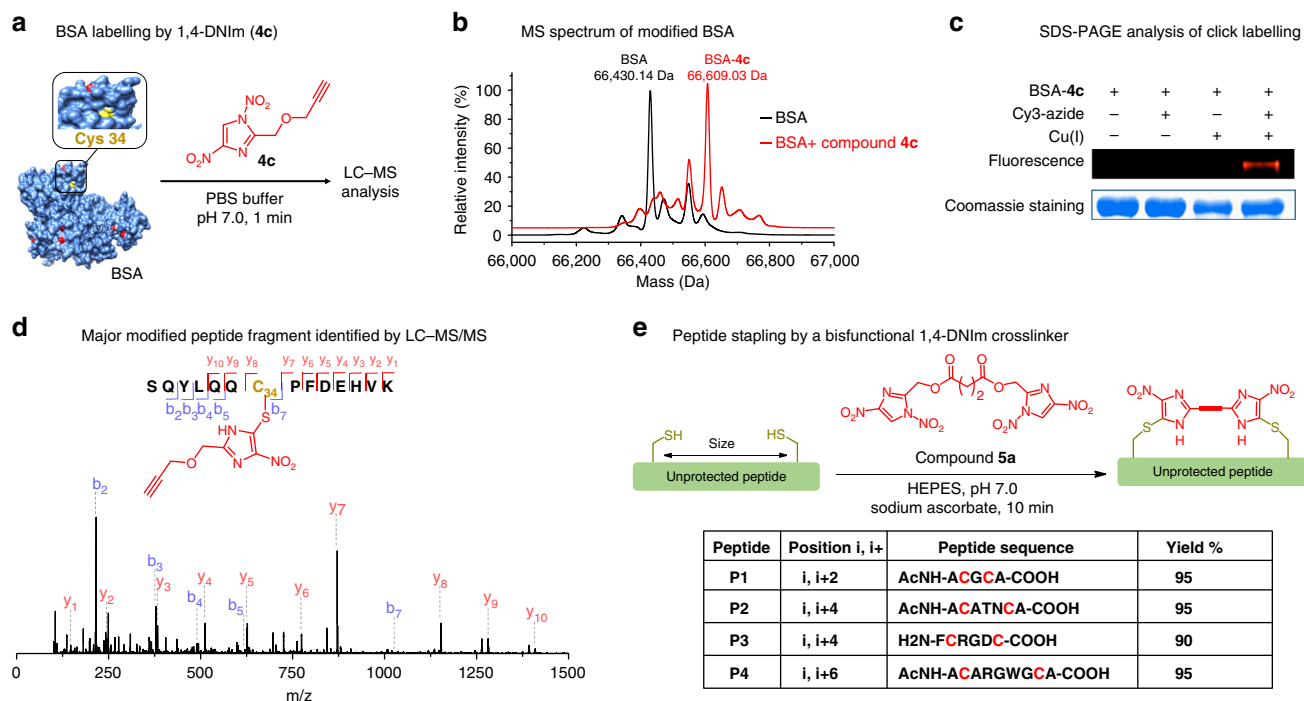 a
BSA labelling by 1,4-DNIm (4c)
Cys 34
BSA
NO2
O
N
N
O2N
4c
PBS buffer
pH 7.0, 1 min
LC–MS
analysis
b
MS spectrum of modified BSA
BSA
66,430.14 Da
BSA-4c
66,609.03 Da
BSA
BSA+ compound 4c
Relative intensity (%)
100
80
60
40
20
0
66,000 66,200 66,400 66,600 66,800 67,000
Mass (Da)
c
SDS-PAGE analysis of click labelling
BSA-4c + + + +
Cy3-azide – + – +
Cu(I) – – + +
Fluorescence
Coomassie staining
d
Major modified peptide fragment identified by LC–MS/MS
y10 y9 y8 y7 y6 y5 y4 y3 y2 y1
S Q Y L Q Q C34 P F D E H V K
b2 b3 b4 b5 b7
S
HN
N
NO2
O
b2
b3
b4
b5
b7
y1
y2
y3
y4
y5
y6
y7
y8
y9
y10
0 250 500 750 1000 1250 1500
m/z
e
Peptide stapling by a bisfunctional 1,4-DNIm crosslinker
SH
HS
Size
Unprotected peptide
O O
O ( )2 O
N N
O2N N N NO2
NO2 O2N
Compound 5a
HEPES, pH 7.0
sodium ascorbate, 10 min
O2N N N NO2
S N N S
H H
Unprotected peptide
Peptide Position i, i+ Peptide sequence Yield %
P1 i, i+2 AcNH-ACGCA-COOH 95
P2 i, i+4 AcNH-ACATNCA-COOH 95
P3 i, i+4 H2N-FCRGDC-COOH 90
P4 i, i+6 AcNH-ACARGWGCA-COOH 95